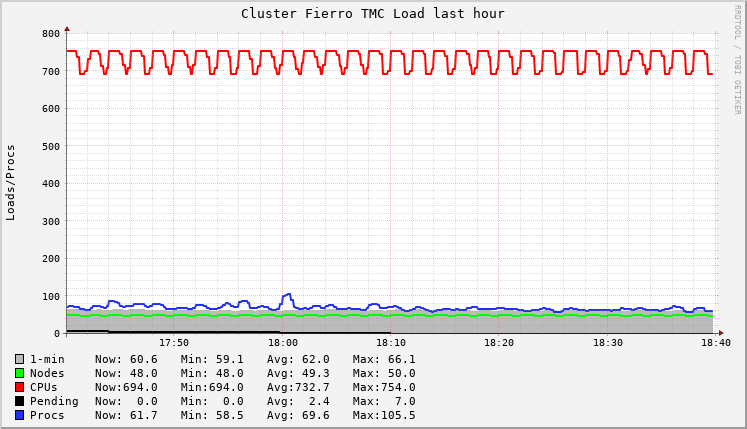 Cluster Fierro TMC Load last hour
RRDTOOL / TOBI OETIKER
Loads/Procs
800
700
600
500
400
300
200
100
0
17:50 18:00 18:10 18:20 18:30 18:40
1-min Now: 60.6 Min: 59.1 Avg: 62.0 Max: 66.1
Nodes Now: 48.0 Min: 48.0 Avg: 49.3 Max: 50.0
CPUs Now:694.0 Min:694.0 Avg:732.7 Max:754.0
Pending Now: 0.0 Min: 0.0 Avg: 2.4 Max: 7.0
Procs Now: 61.7 Min: 58.5 Avg: 69.6 Max:105.5